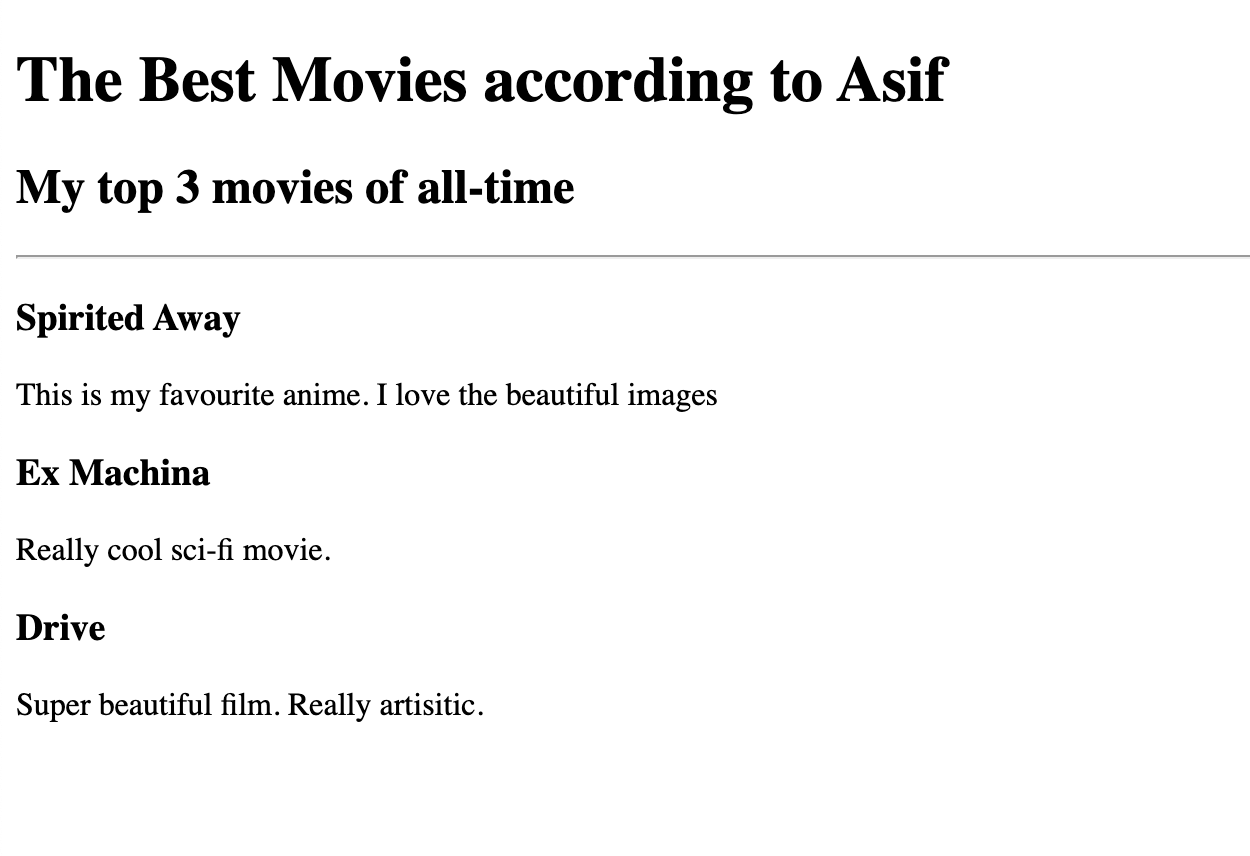 The Best Movies according to Asif
My top 3 movies of all-time
Spirited Away
This is my favourite anime. I love the beautiful images
Ex Machina
Really cool sci-fi movie.
Drive
Super beautiful film. Really artisitic.